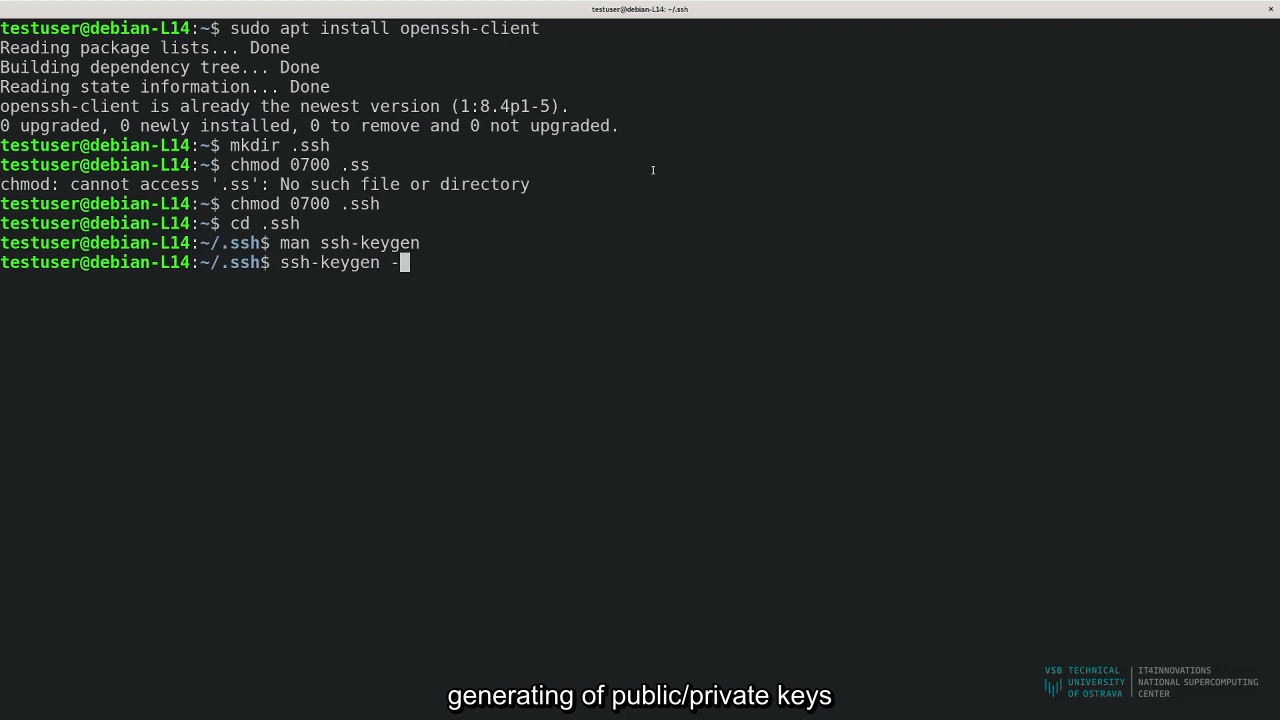 testuser@debian-L14: ~/.ssh
×
testuser@debian-L14:~$ sudo apt install openssh-client
Reading package lists... Done
Building dependency tree... Done
Reading state information... Done
openssh-client is already the newest version (1:8.4p1-5).
0 upgraded, 0 newly installed, 0 to remove and 0 not upgraded.
testuser@debian-L14:~$ mkdir .ssh
testuser@debian-L14:~$ chmod 0700 .ss
chmod: cannot access '.ss': No such file or directory
testuser@debian-L14:~$ chmod 0700 .ssh
testuser@debian-L14:~$ cd .ssh
testuser@debian-L14:~/.ssh$ man ssh-keygen
testuser@debian-L14:~/.ssh$ ssh-keygen -
VSB TECHNICAL
UNIVERSITY
OF OSTRAVA
IT4INNOVATIONS
NATIONAL SUPERCOMPUTING
CENTER
generating of public/private keys